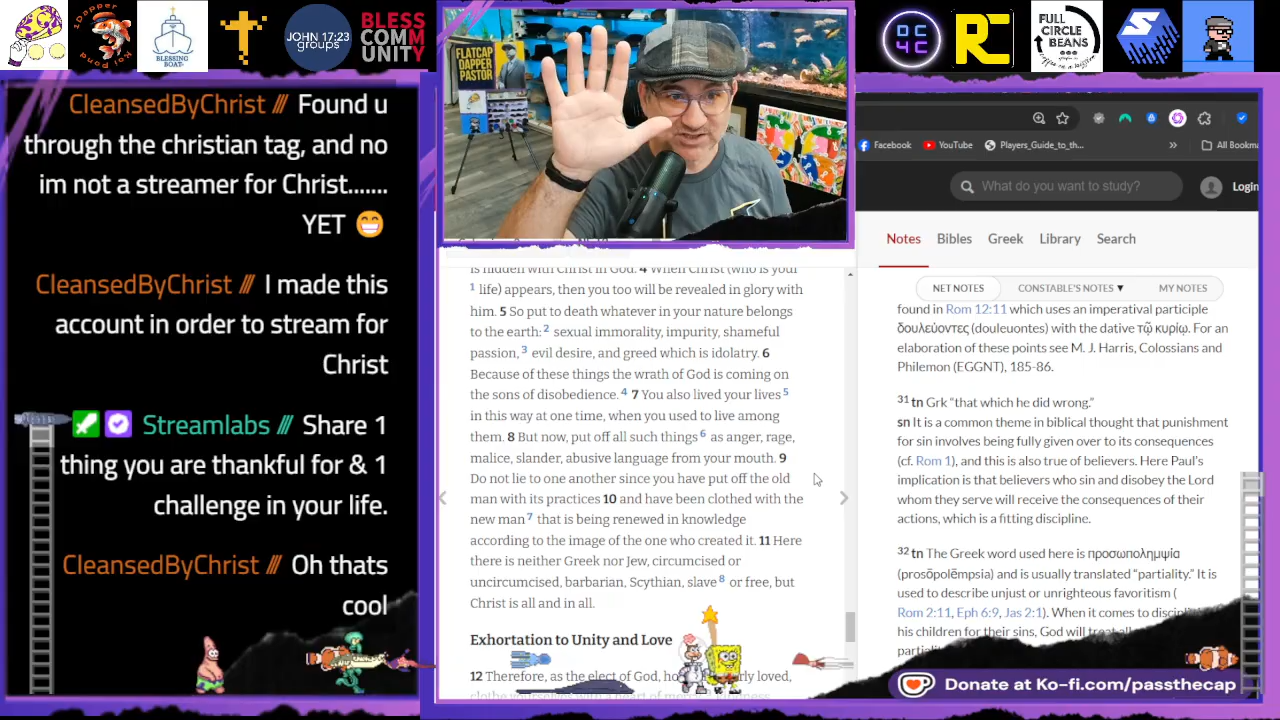 BLESSING
BOAT
JOHN 17:23
groups
BLESS
COMM
UNITY
OC
4C
RC
FULL
CIRCLE
BEANS
CleansedByChrist /// Found u
through the christian tag, and no
im not a streamer for Christ.......
YET 😁
CleansedByChrist /// I made this
account in order to stream for
Christ
Streamlabs /// Share 1
thing you are thankful for & 1
challenge in your life.
CleansedByChrist /// Oh thats
cool
FLATCAP
DAPPER
PASTOR
is hidden with Christ in God. 4 When Christ (who is your
1 life) appears, then you too will be revealed in glory with
him. 5 So put to death whatever in your nature belongs
to the earth: 2 sexual immorality, impurity, shameful
passion, 3 evil desire, and greed which is idolatry. 6
Because of these things the wrath of God is coming on
the sons of disobedience. 4 7 You also lived your lives 5
in this way at one time, when you used to live among
them. 8 But now, put off all such things 6 as anger, rage,
malice, slander, abusive language from your mouth. 9
Do not lie to one another since you have put off the old
man with its practices 10 and have been clothed with the
new man 7 that is being renewed in knowledge
according to the image of the one who created it. 11 Here
there is neither Greek nor Jew, circumcised or
uncircumcised, barbarian, Scythian, slave 8 or free, but
Christ is all and in all.
Exhortation to Unity and Love
12 Therefore, as the elect of God, loved,
clothe yourselves with a heart of mercy, kindness,
Facebook YouTube Players_Guide_to_th... » All Bookma
What do you want to study? Login
Notes Bibles Greek Library Search
NET NOTES CONSTABLE'S NOTES ▼ MY NOTES
found in Rom 12:11 which uses an imperatival participle
δουλεύοντες (douleuontes) with the dative τῷ κυρίῳ. For an
elaboration of these points see M. J. Harris, Colossians and
Philemon (EGGNT), 185-86.
31 tn Grk “that which he did wrong.”
sn It is a common theme in biblical thought that punishment
for sin involves being fully given over to its consequences
(cf. Rom 1), and this is also true of believers. Here Paul's
implication is that believers who sin and disobey the Lord
whom they serve will receive the consequences of their
actions, which is a fitting discipline.
32 tn The Greek word used here is προσωπολημψία
(prosōpolēmpsia) and is usually translated “partiality.” It is
used to describe unjust or unrighteous favoritism (
Rom 2:11, Eph 6:9, Jas 2:1). When it comes to
his children for their sins, God will treat
Donate